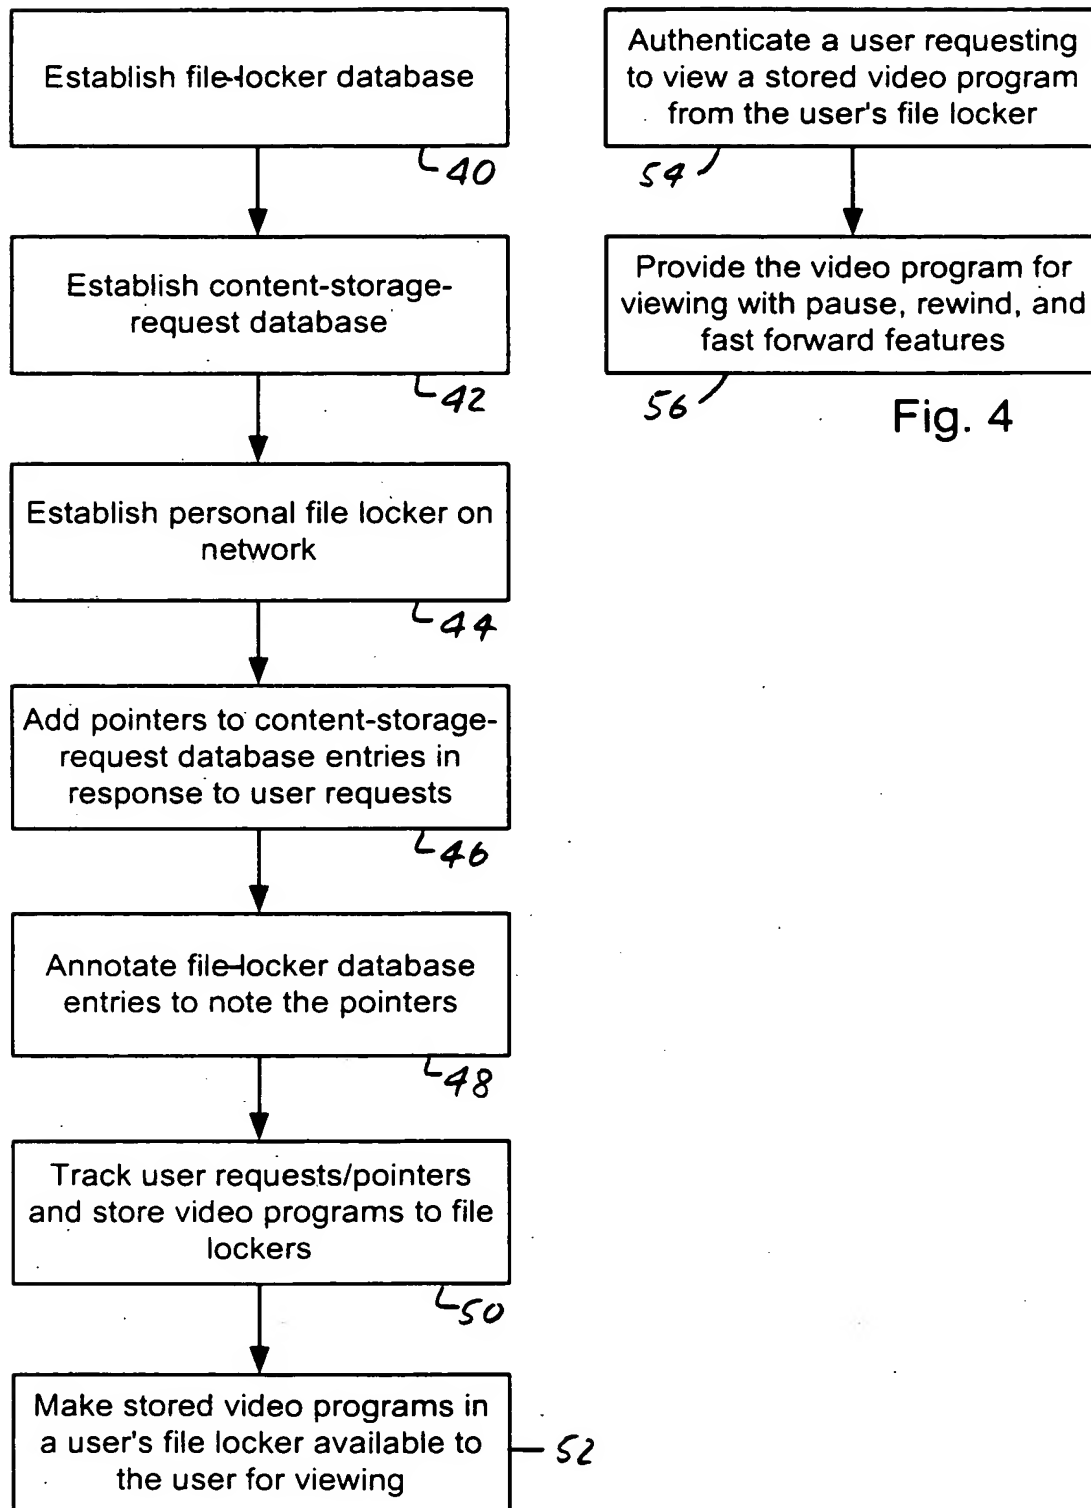 Establish file-locker database
40
Establish content-storage-
request database
42
Establish personal file locker on
network
44
Add pointers to content-storage-
request database entries in
response to user requests
46
Annotate file-locker database
entries to note the pointers
48
Track user requests/pointers
and store video programs to file
lockers
50
Make stored video programs in
a user's file locker available to
the user for viewing
52
Authenticate a user requesting
to view a stored video program
from the user's file locker
54
Provide the video program for
viewing with pause, rewind, and
fast forward features
56
Fig. 4